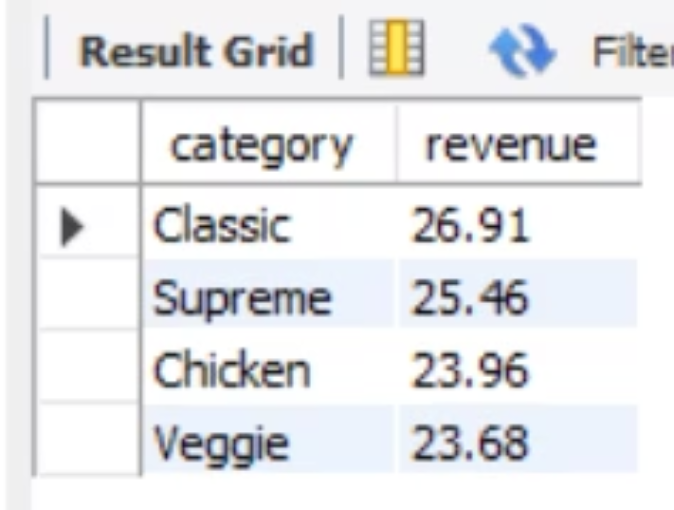 Result Grid Filter
category revenue
Classic 26.91
Supreme 25.46
Chicken 23.96
Veggie 23.68